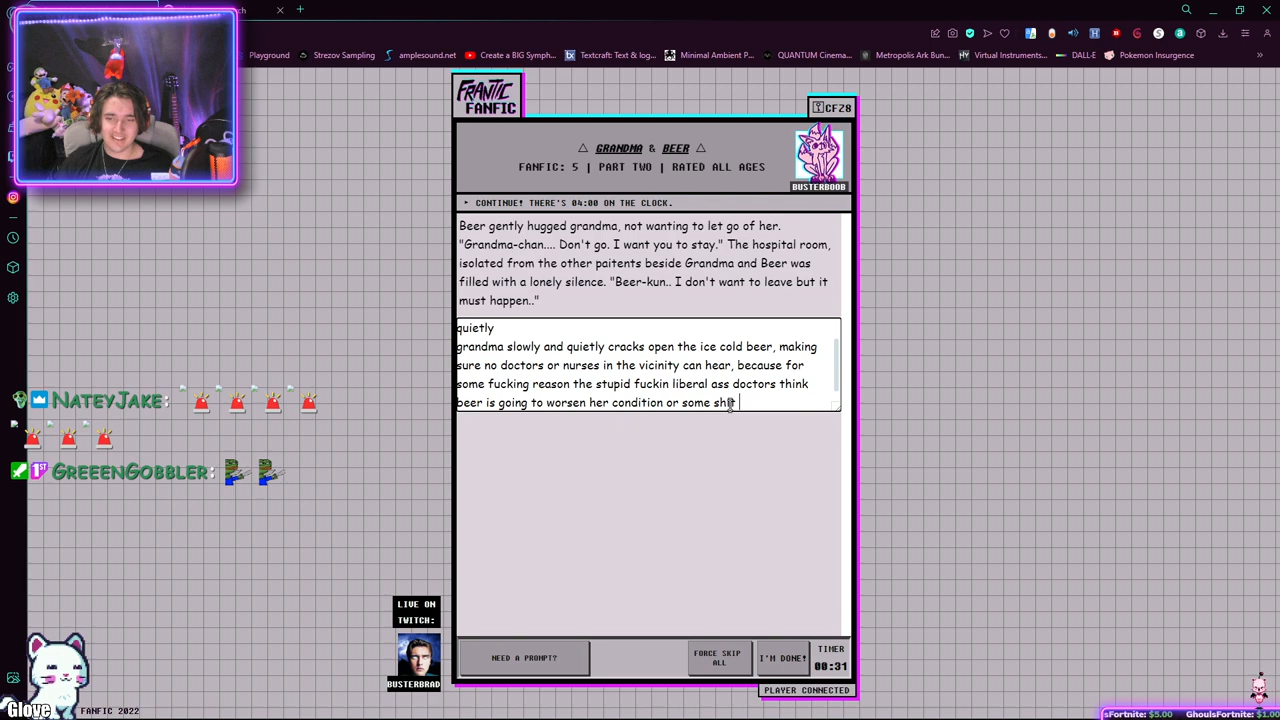 Playground
Strezov Sampling
amplesound.net
Create a BIG Symph...
Textcraft: Text & log...
Minimal Ambient P...
QUANTUM Cinema...
Metropolis Ark Bun...
Virtual Instruments...
DALL·E
Pokemon Insurgence
FRANTIC
FANFIC
CFZ8
△ GRANDMA & BEER △
FANFIC: 5 | PART TWO | RATED ALL AGES
BUSTERBOOB
▸ CONTINUE! THERE'S 04:00 ON THE CLOCK.
Beer gently hugged grandma, not wanting to let go of her.
"Grandma-chan.... Don't go. I want you to stay." The hospital room,
isolated from the other paitents beside Grandma and Beer was
filled with a lonely silence. "Beer-kun.. I don't want to leave but it
must happen.."
quietly
grandma slowly and quietly cracks open the ice cold beer, making
sure no doctors or nurses in the vicinity can hear, because for
some fucking reason the stupid fuckin liberal ass doctors think
beer is going to worsen her condition or some shit
NATEYJAKE:
1ST GREEENGOBBLER:
LIVE ON
TWITCH:
BUSTERBRAD
NEED A PROMPT?
FORCE SKIP
ALL
I'M DONE!
TIMER
00:31
PLAYER CONNECTED
Glove
FANFIC 2022
sFortnite: $5.00 GhoulsFortnite: $1.00